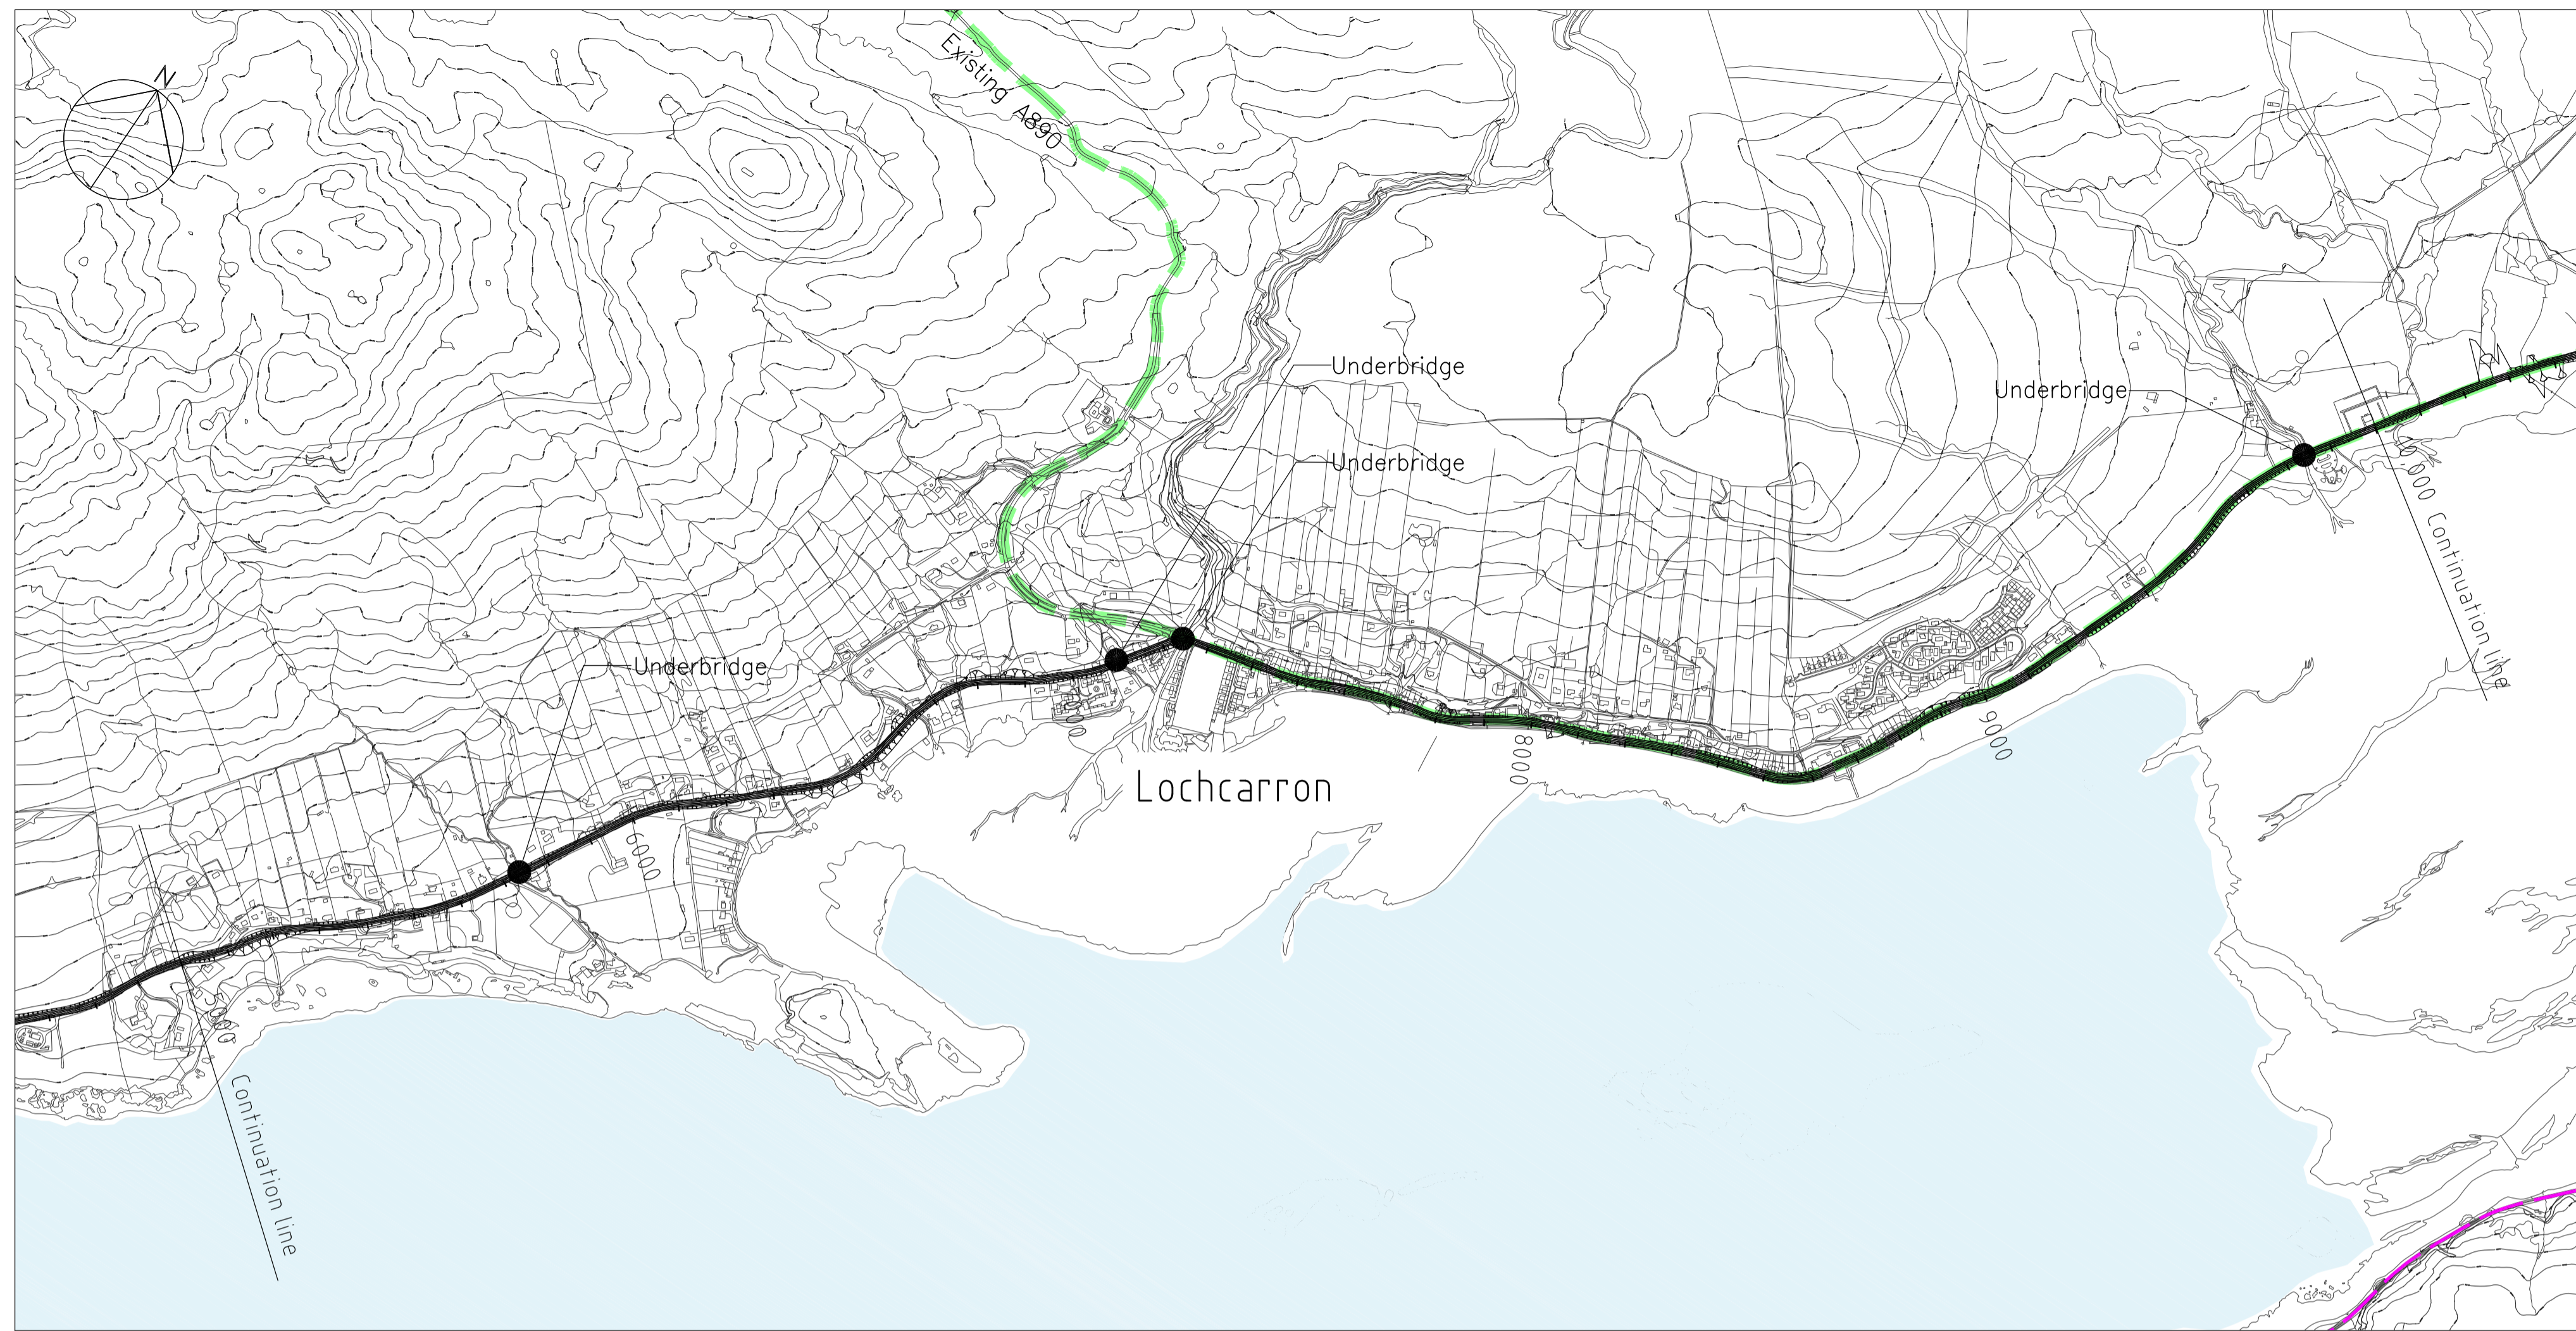 N
Existing A890
Underbridge
Underbridge
Underbridge
Continuation line
Underbridge
Lochcarron
8000
9000
6000
Continuation line